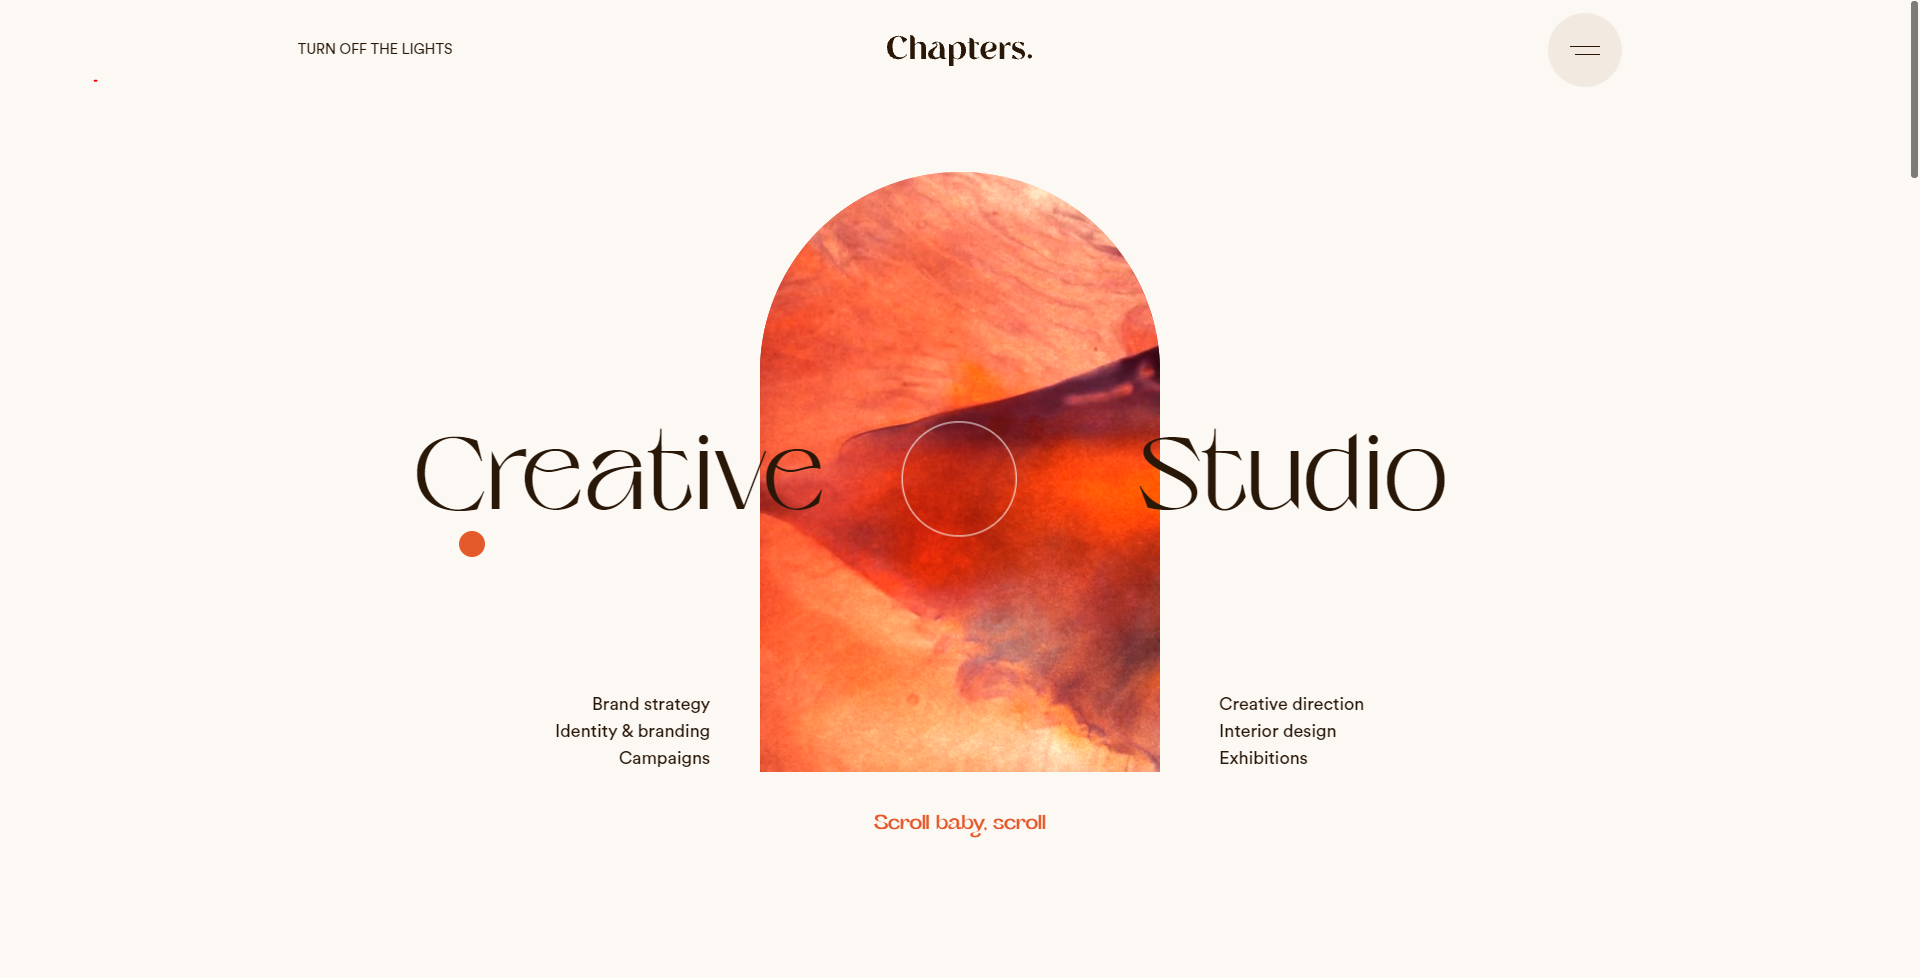 TURN OFF THE LIGHTS
Chapters.
Creative Studio
Brand strategy
Identity & branding
Campaigns
Creative direction
Interior design
Exhibitions
Scroll baby, scroll